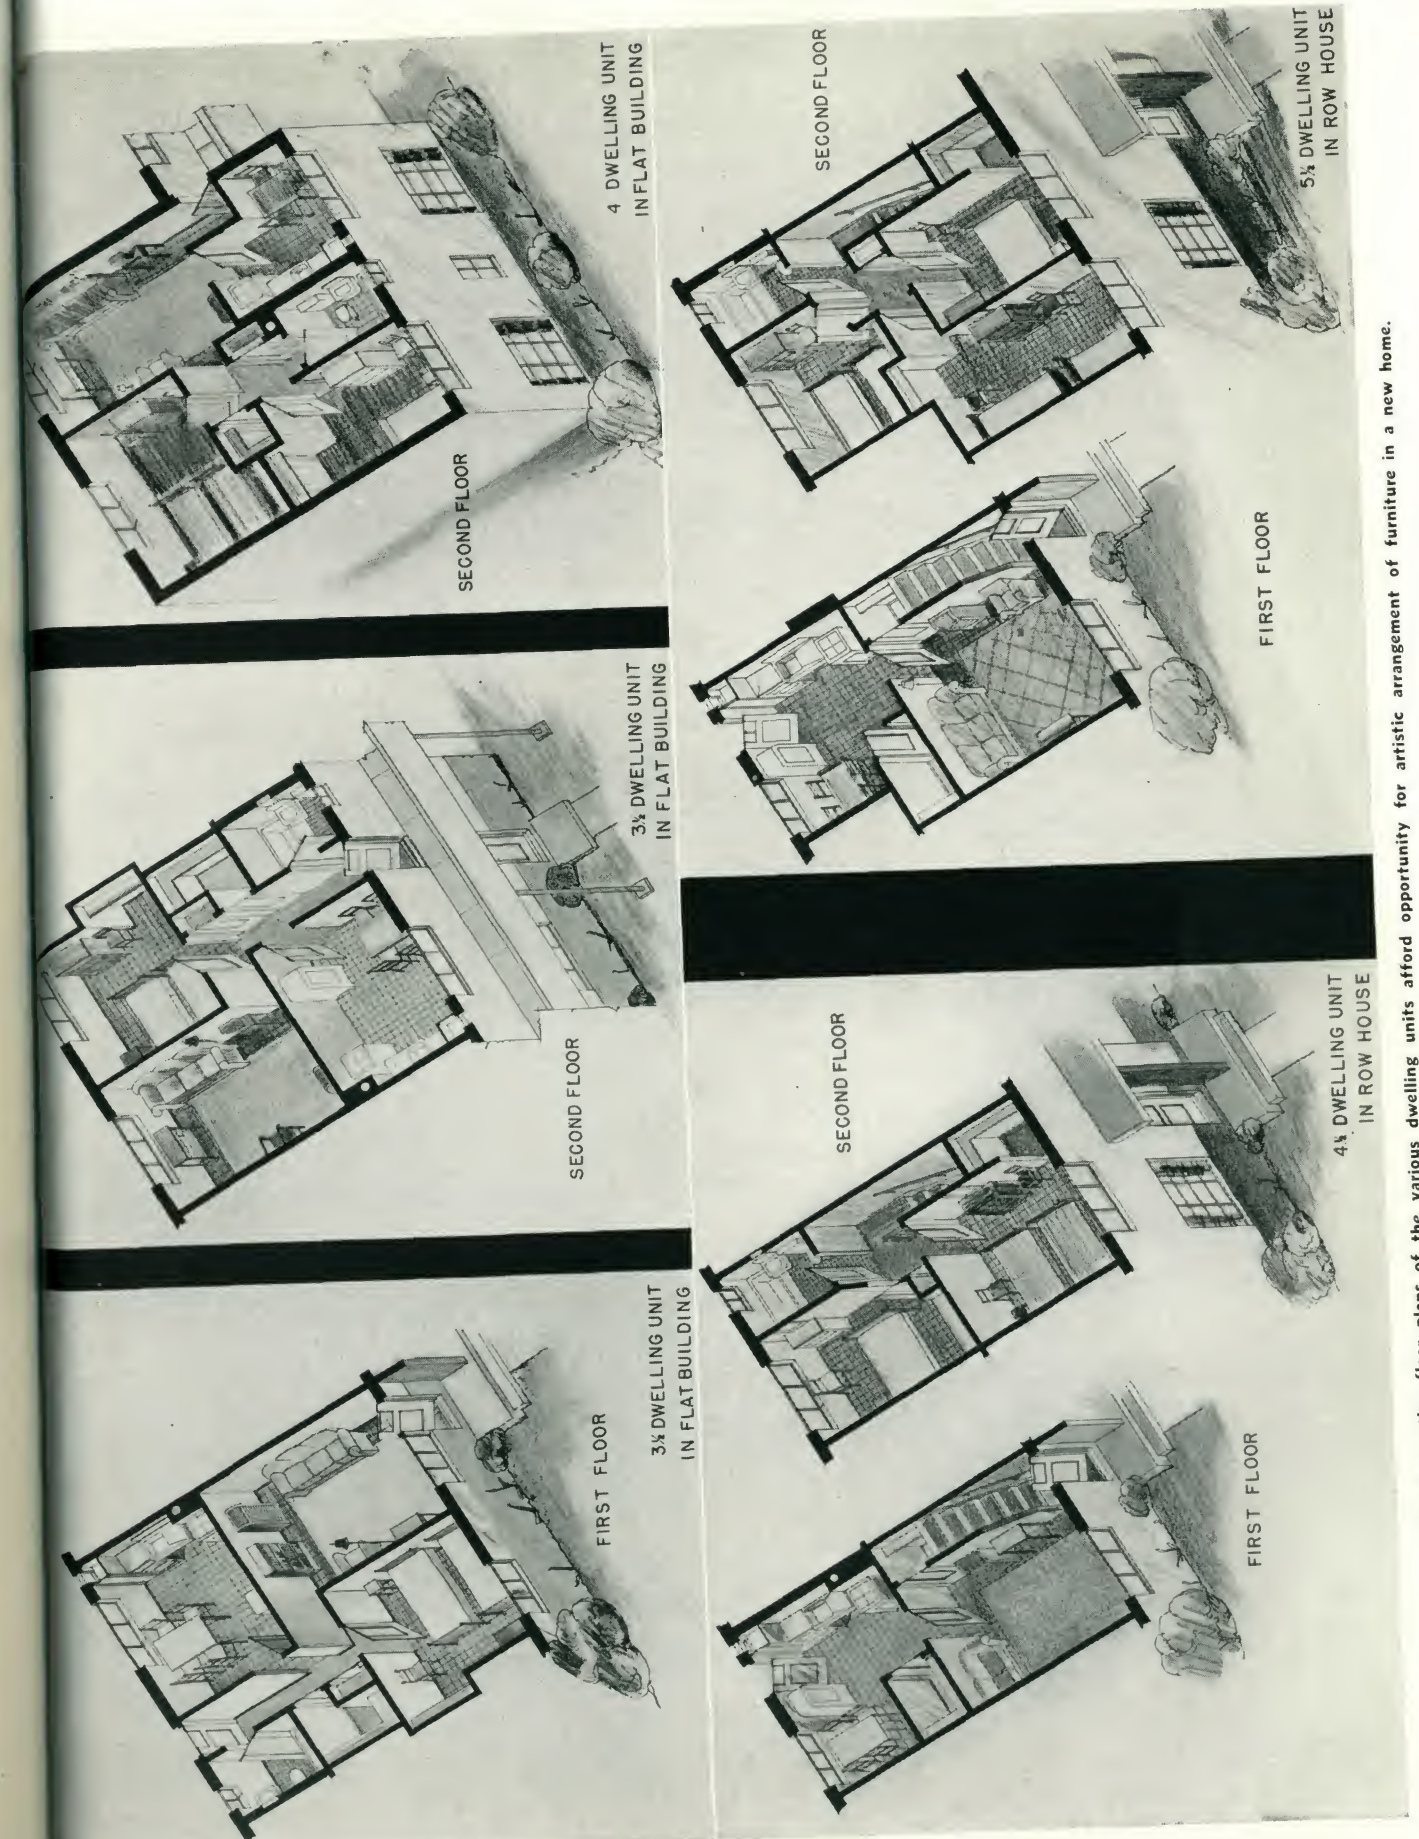 FIRST FLOOR
3½ DWELLING UNIT
IN FLAT BUILDING
SECOND FLOOR
3½ DWELLING UNIT
IN FLAT BUILDING
SECOND FLOOR
4 DWELLING UNIT
IN FLAT BUILDING
FIRST FLOOR
SECOND FLOOR
4½ DWELLING UNIT
IN ROW HOUSE
FIRST FLOOR
SECOND FLOOR
5½ DWELLING UNIT
IN ROW HOUSE
floor plans of the various dwelling units afford opportunity for artistic arrangement of furniture in a new home.